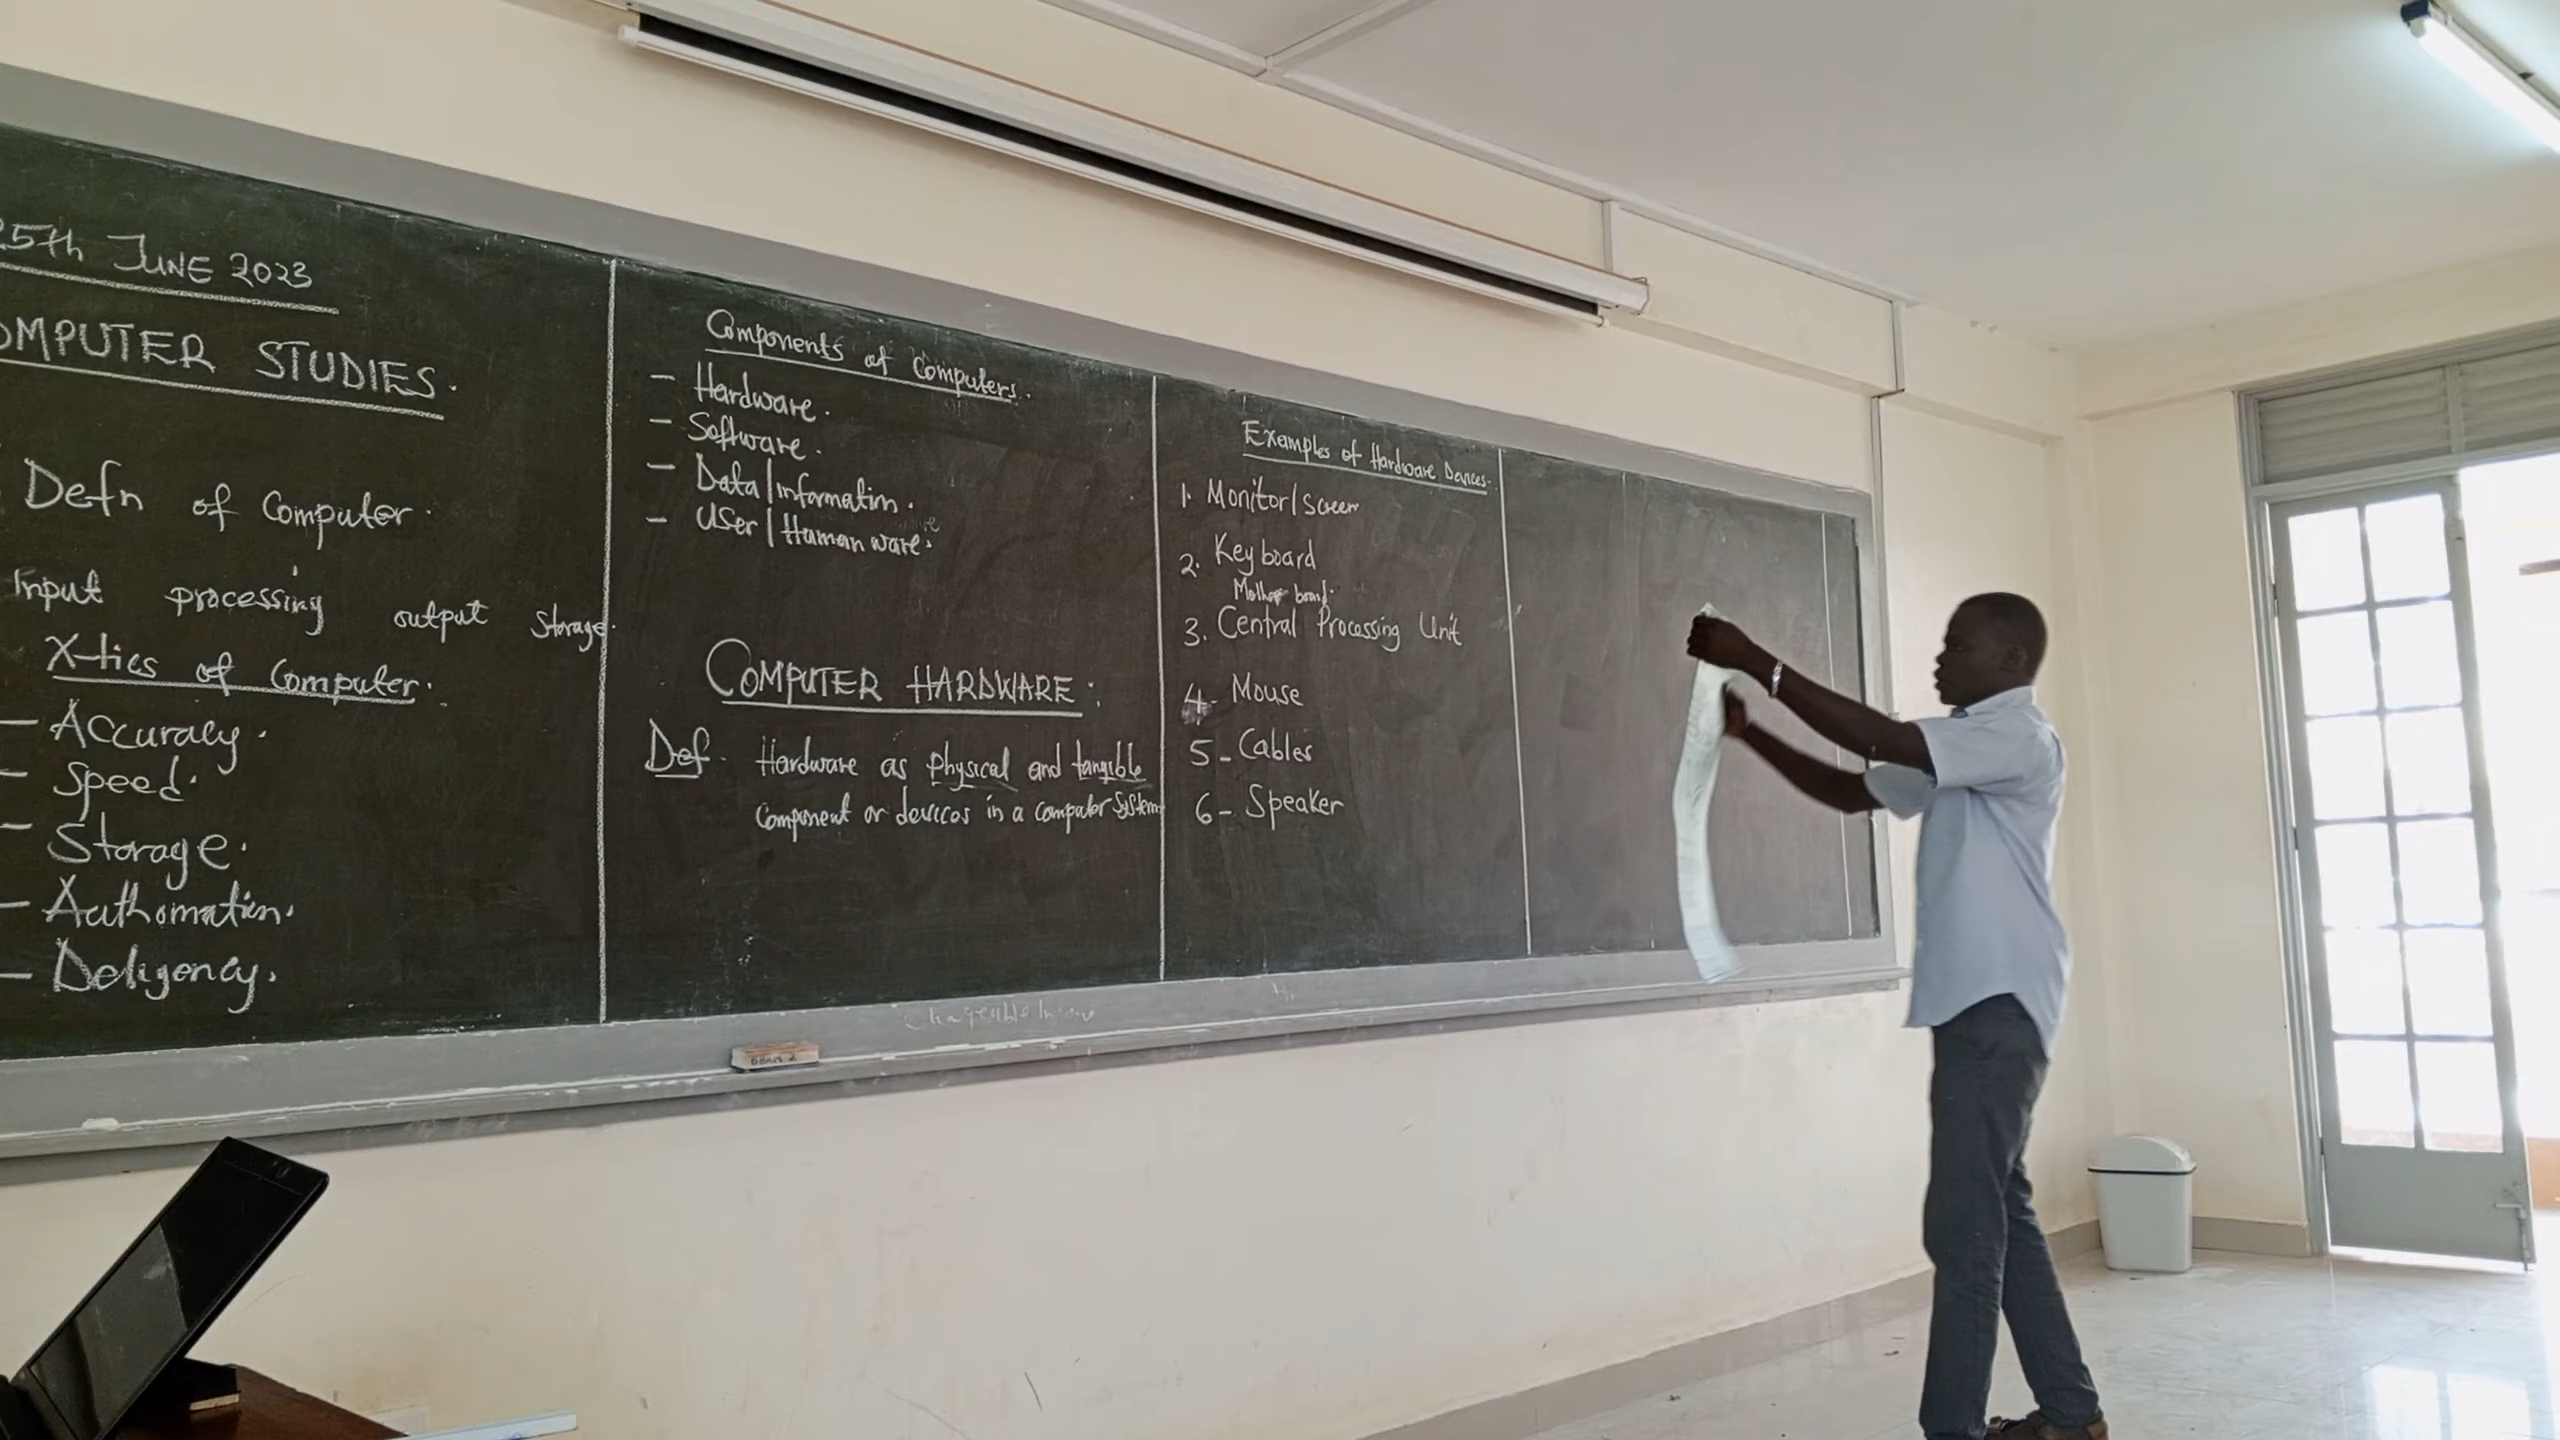 25th JUNE 2023
COMPUTER STUDIES.
Defn of Computer.
Input processing output storage.
X-tics of Computer.
- Accuracy.
- Speed.
- Storage.
- Authomation.
- Deligency.
Components of Computers.
- Hardware.
- Software.
- Data/information.
- User/Human ware.
COMPUTER HARDWARE:
Def. Hardware as physical and tangible
component or devices in a computer system
Examples of Hardware Devices.
1. Monitor/screen
2. Keyboard
Mother board.
3. Central Processing Unit
4- Mouse
5- Cables
6- Speaker